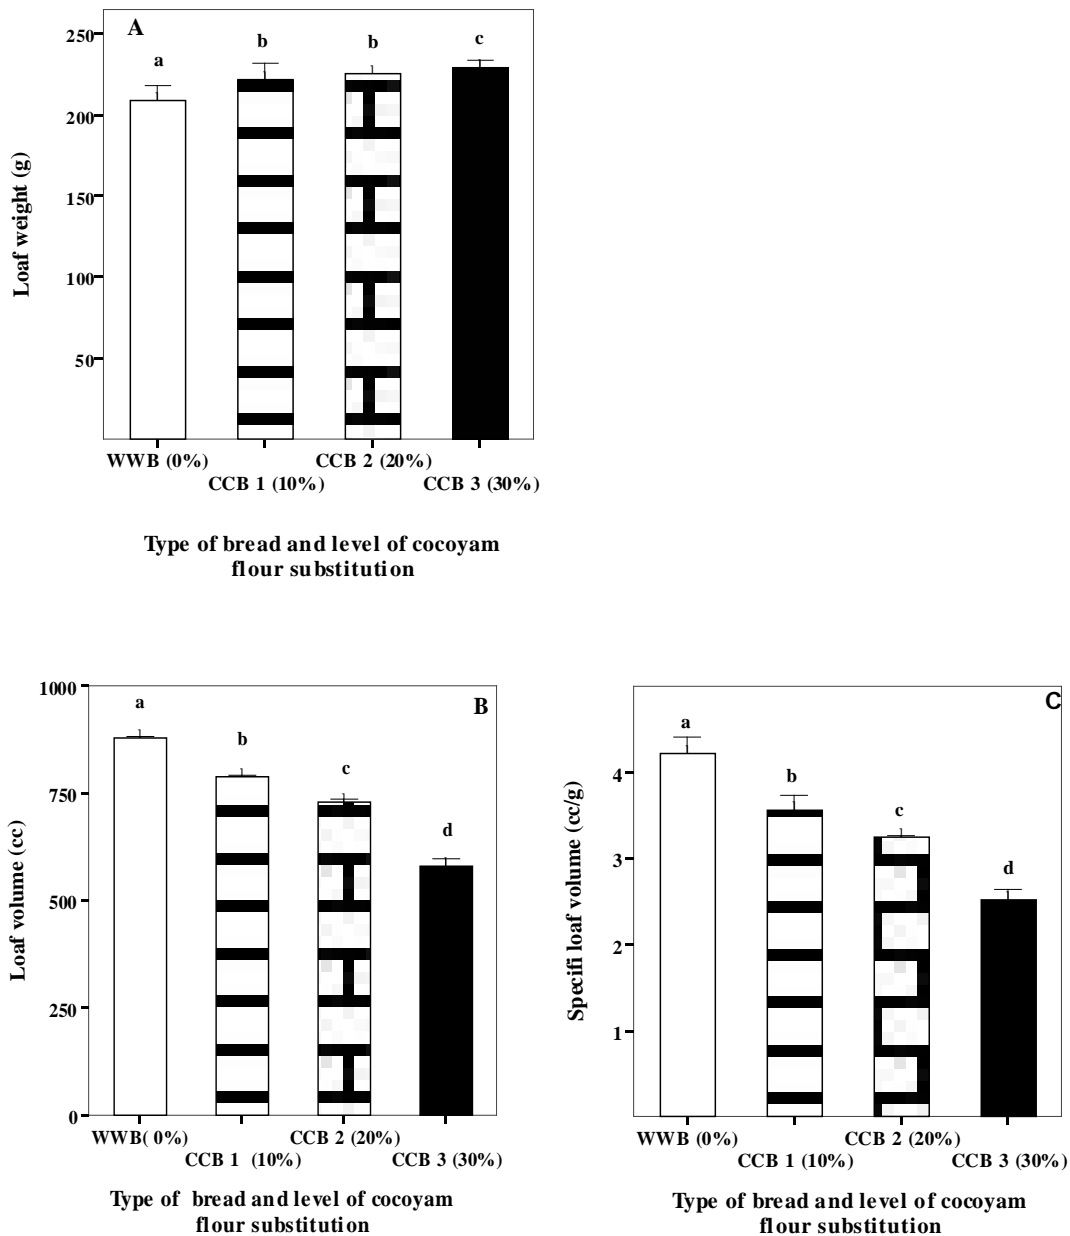 A
a
b
b
c
250
200
150
100
50
Loaf weight (g)
WWB (0%)
CCB 1 (10%)
CCB 2 (20%)
CCB 3 (30%)
Type of bread and level of cocoyam
flour substitution
B
a
b
c
d
1000
750
500
250
0
Loaf volume (cc)
WWB( 0%)
CCB 1 (10%)
CCB 2 (20%)
CCB 3 (30%)
Type of bread and level of cocoyam
flour substitution
C
a
b
c
d
4
3
2
1
Specifi loaf volume (cc/g)
WWB (0%)
CCB 1 (10%)
CCB 2 (20%)
CCB 3 (30%)
Type of bread and level of cocoyam
flour substitution